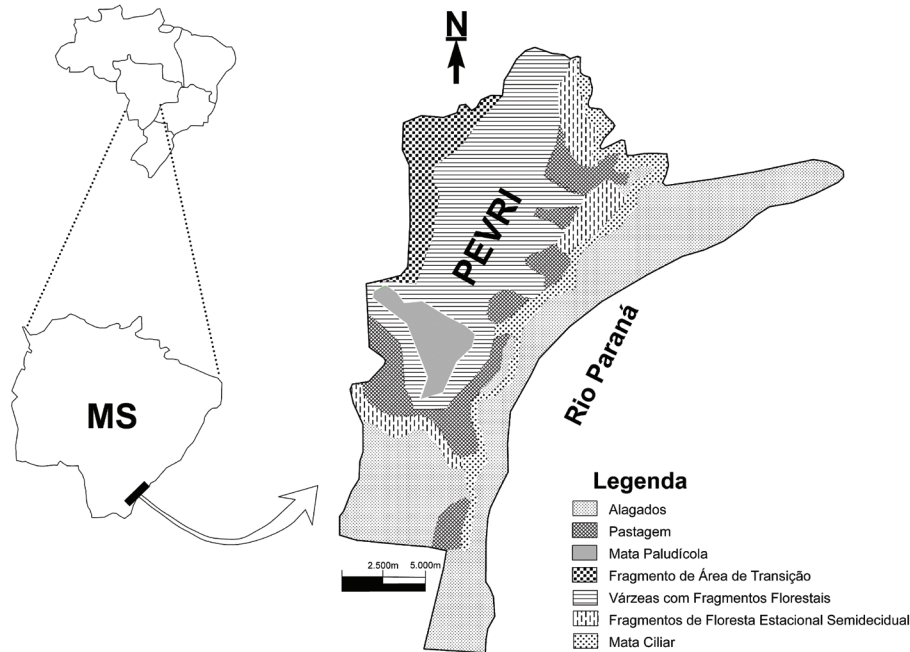 N
PEVRI
Rio Paraná
MS
2.500m 5.000m
Legenda
Alagados
Pastagem
Mata Paludícola
Fragmento de Área de Transição
Várzeas com Fragmentos Florestais
Fragmentos de Floresta Estacional Semidecidual
Mata Ciliar